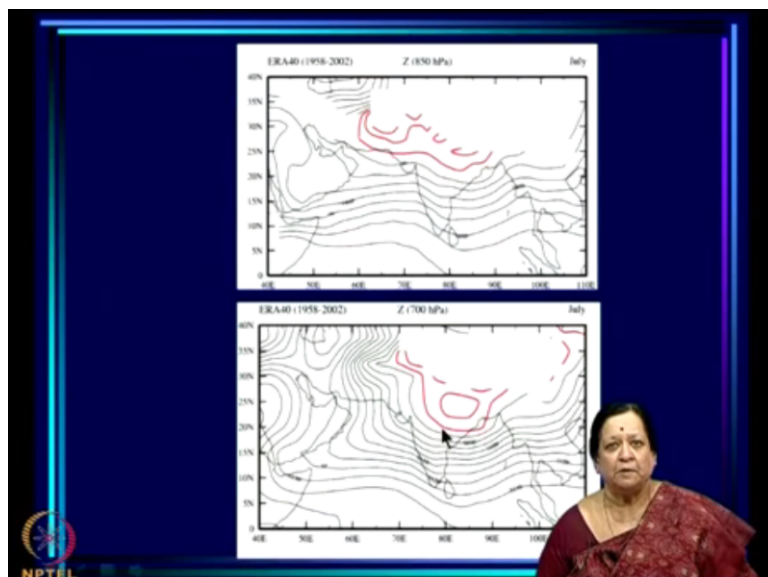 ERA40 (1958-2002) Z (850 hPa) July
40N
35N
30N
25N
20N
15N
10N
5N
0
40E 50E 60E 70E 80E 90E 100E 110E
ERA40 (1958-2002) Z (700 hPa) July
40N
35N
30N
25N
20N
15N
10N
5N
0
40E 50E 60E 70E 80E 90E 100E
NPTEL